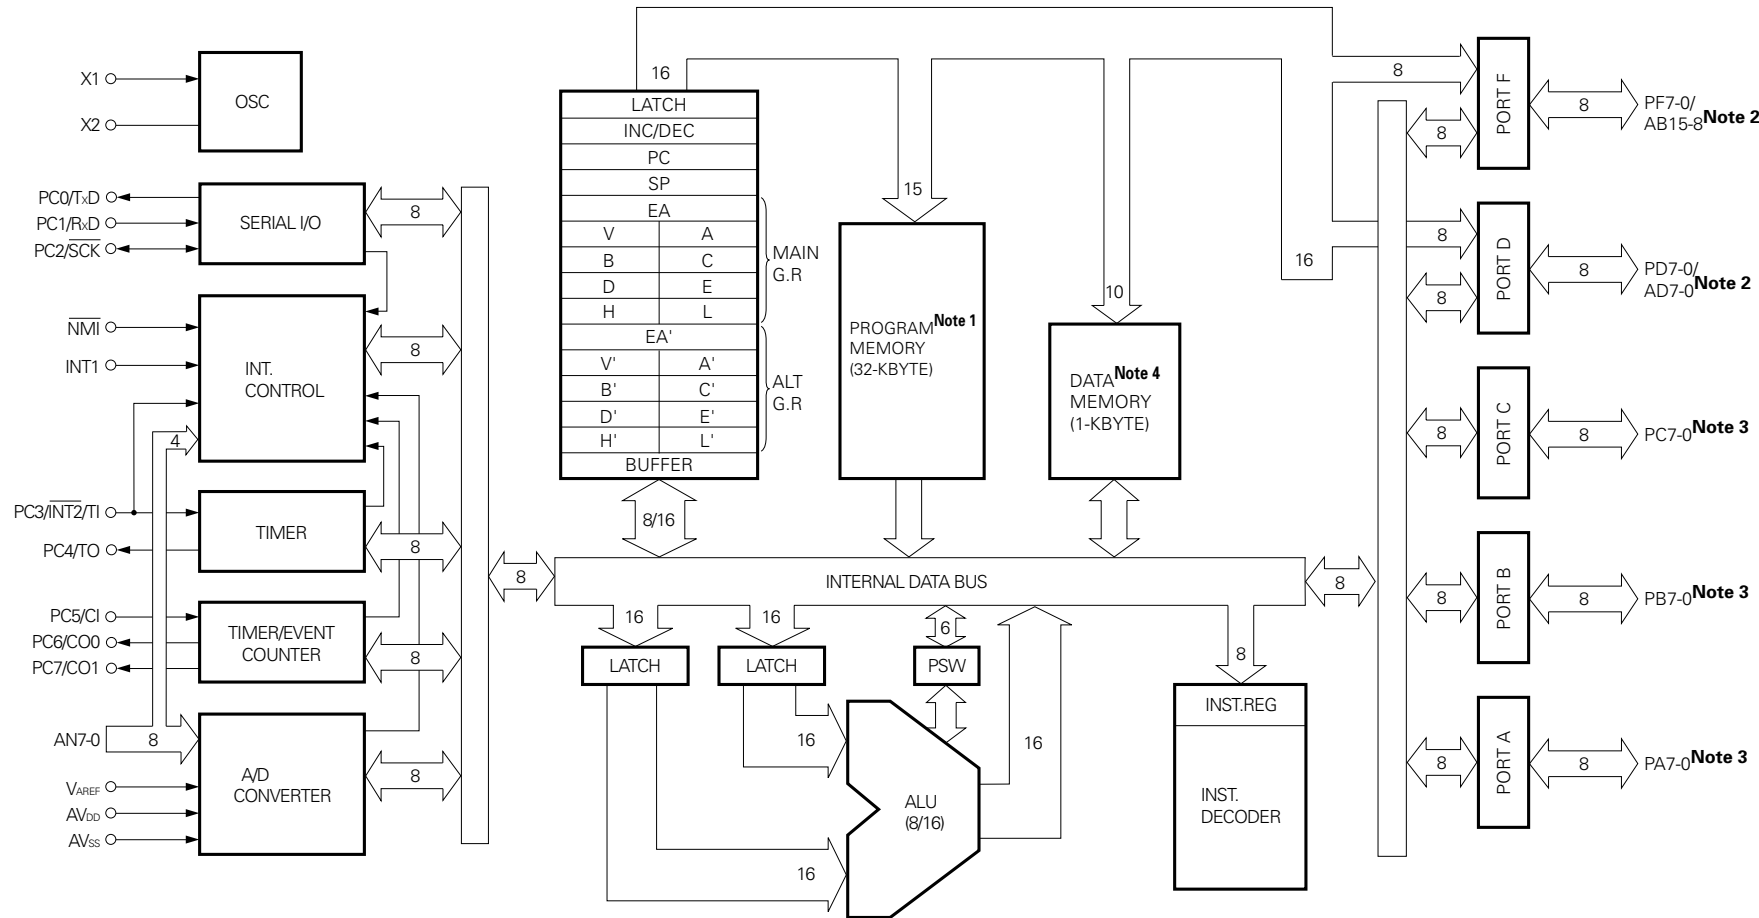 X1
X2
OSC
PC0/TxD
PC1/RxD
PC2/SCK
SERIAL I/O
8
NMI
INT1
INT.
CONTROL
8
4
PC3/INT2/TI
PC4/TO
TIMER
8
PC5/CI
PC6/CO0
PC7/CO1
TIMER/EVENT
COUNTER
8
AN7-0
8
VAREF
AVDD
AVSS
A/D
CONVERTER
8
8
16
LATCH
INC/DEC
PC
SP
EA
V A
B C
D E
H L
MAIN
G.R
EA'
V' A'
B' C'
D' E'
H' L'
ALT
G.R
BUFFER
8/16
15
PROGRAM Note 1
MEMORY
(32-KBYTE)
10
DATA Note 4
MEMORY
(1-KBYTE)
16
INTERNAL DATA BUS
8
16
LATCH
16
LATCH
6
PSW
16
16
16
ALU
(8/16)
8
INST.REG
INST.
DECODER
8
8
PORT F
8
PF7-0/
AB15-8 Note 2
8
8
PORT D
8
PD7-0/
AD7-0 Note 2
8
PORT C
8
PC7-0 Note 3
8
PORT B
8
PB7-0 Note 3
8
PORT A
8
PA7-0 Note 3